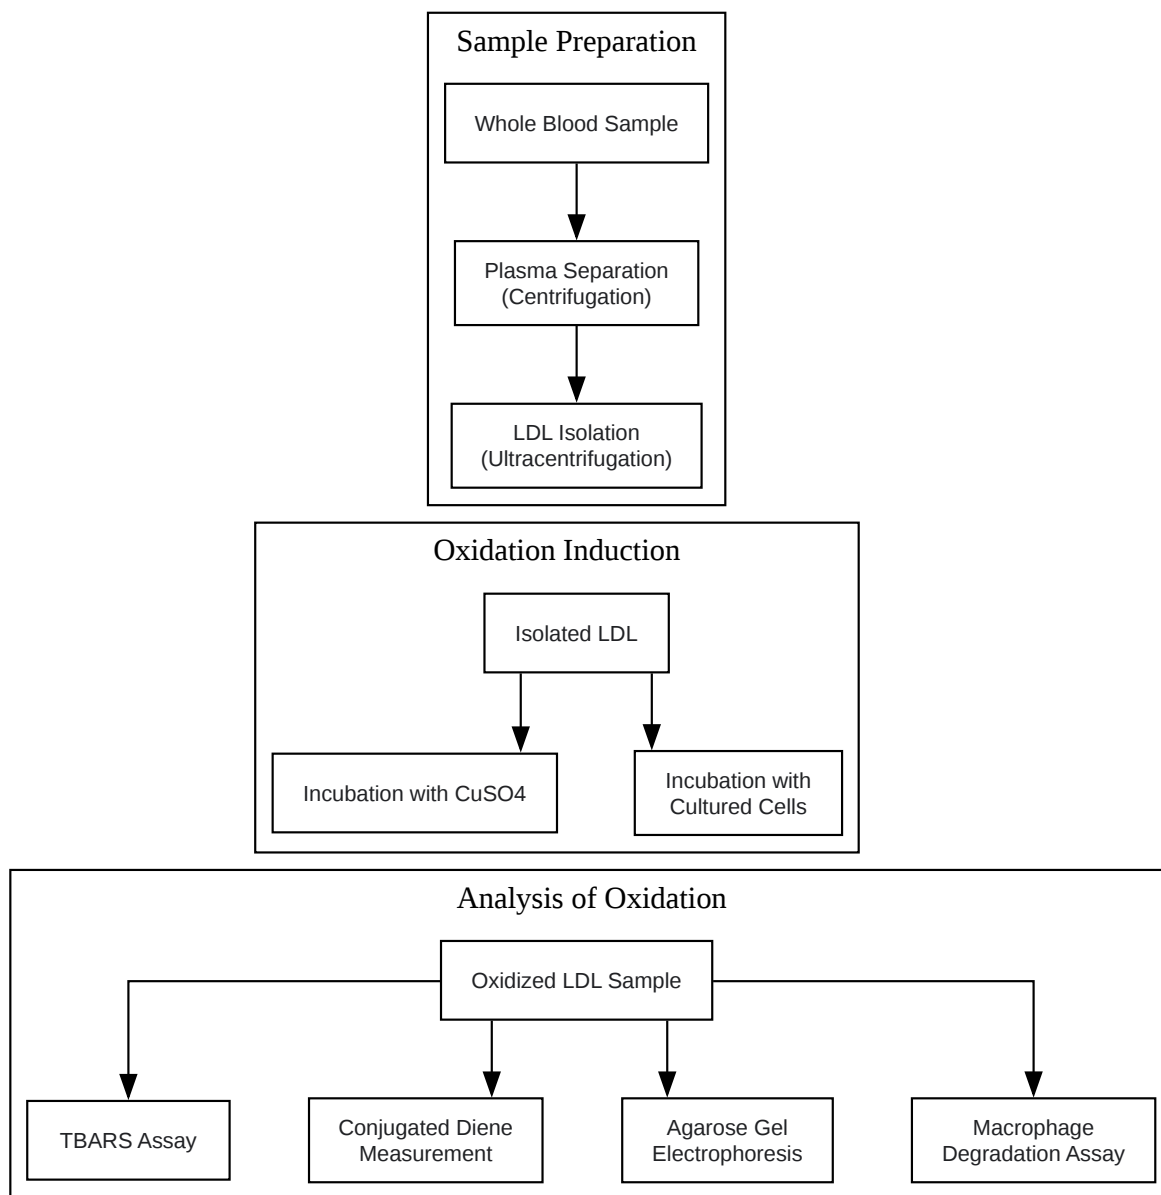 Sample Preparation
Whole Blood Sample
Plasma Separation
(Centrifugation)
LDL Isolation
(Ultracentrifugation)
Oxidation Induction
Isolated LDL
Incubation with CuSO4
Incubation with
Cultured Cells
Analysis of Oxidation
Oxidized LDL Sample
TBARS Assay
Conjugated Diene
Measurement
Agarose Gel
Electrophoresis
Macrophage
Degradation Assay